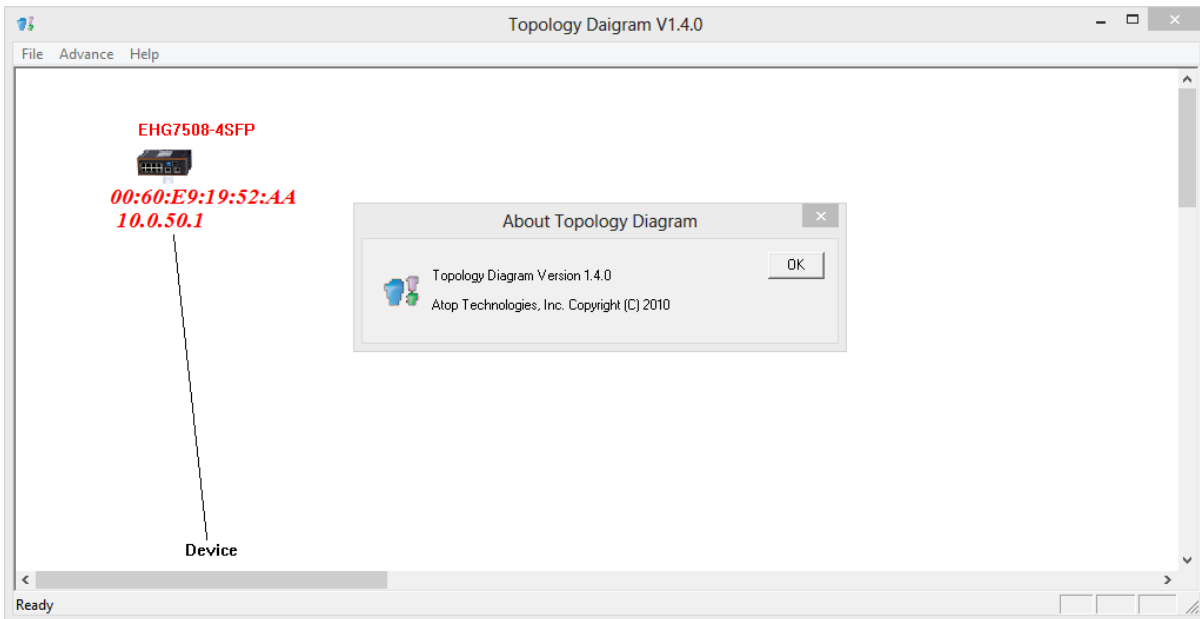 Topology Daigram V1.4.0
File Advance Help
EHG7508-4SFP
00:60:E9:19:52:AA
10.0.50.1
About Topology Diagram
OK
Topology Diagram Version 1.4.0
Atop Technologies, Inc. Copyright (C) 2010
Device
Ready